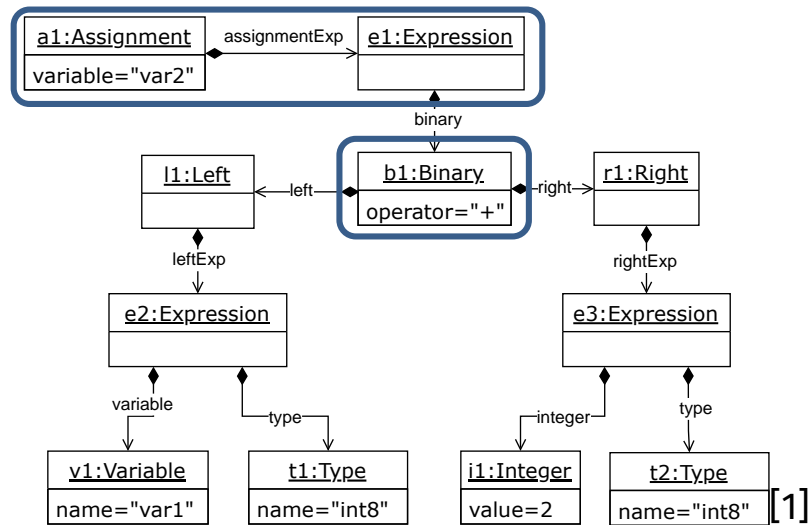 a1:Assignment
assignmentExp
e1:Expression
variable="var2"
binary
l1:Left
left
b1:Binary
right
r1:Right
operator="+"
leftExp
rightExp
e2:Expression
e3:Expression
variable
type
integer
type
v1:Variable
t1:Type
i1:Integer
t2:Type
name="var1"
name="int8"
value=2
name="int8"
[1]